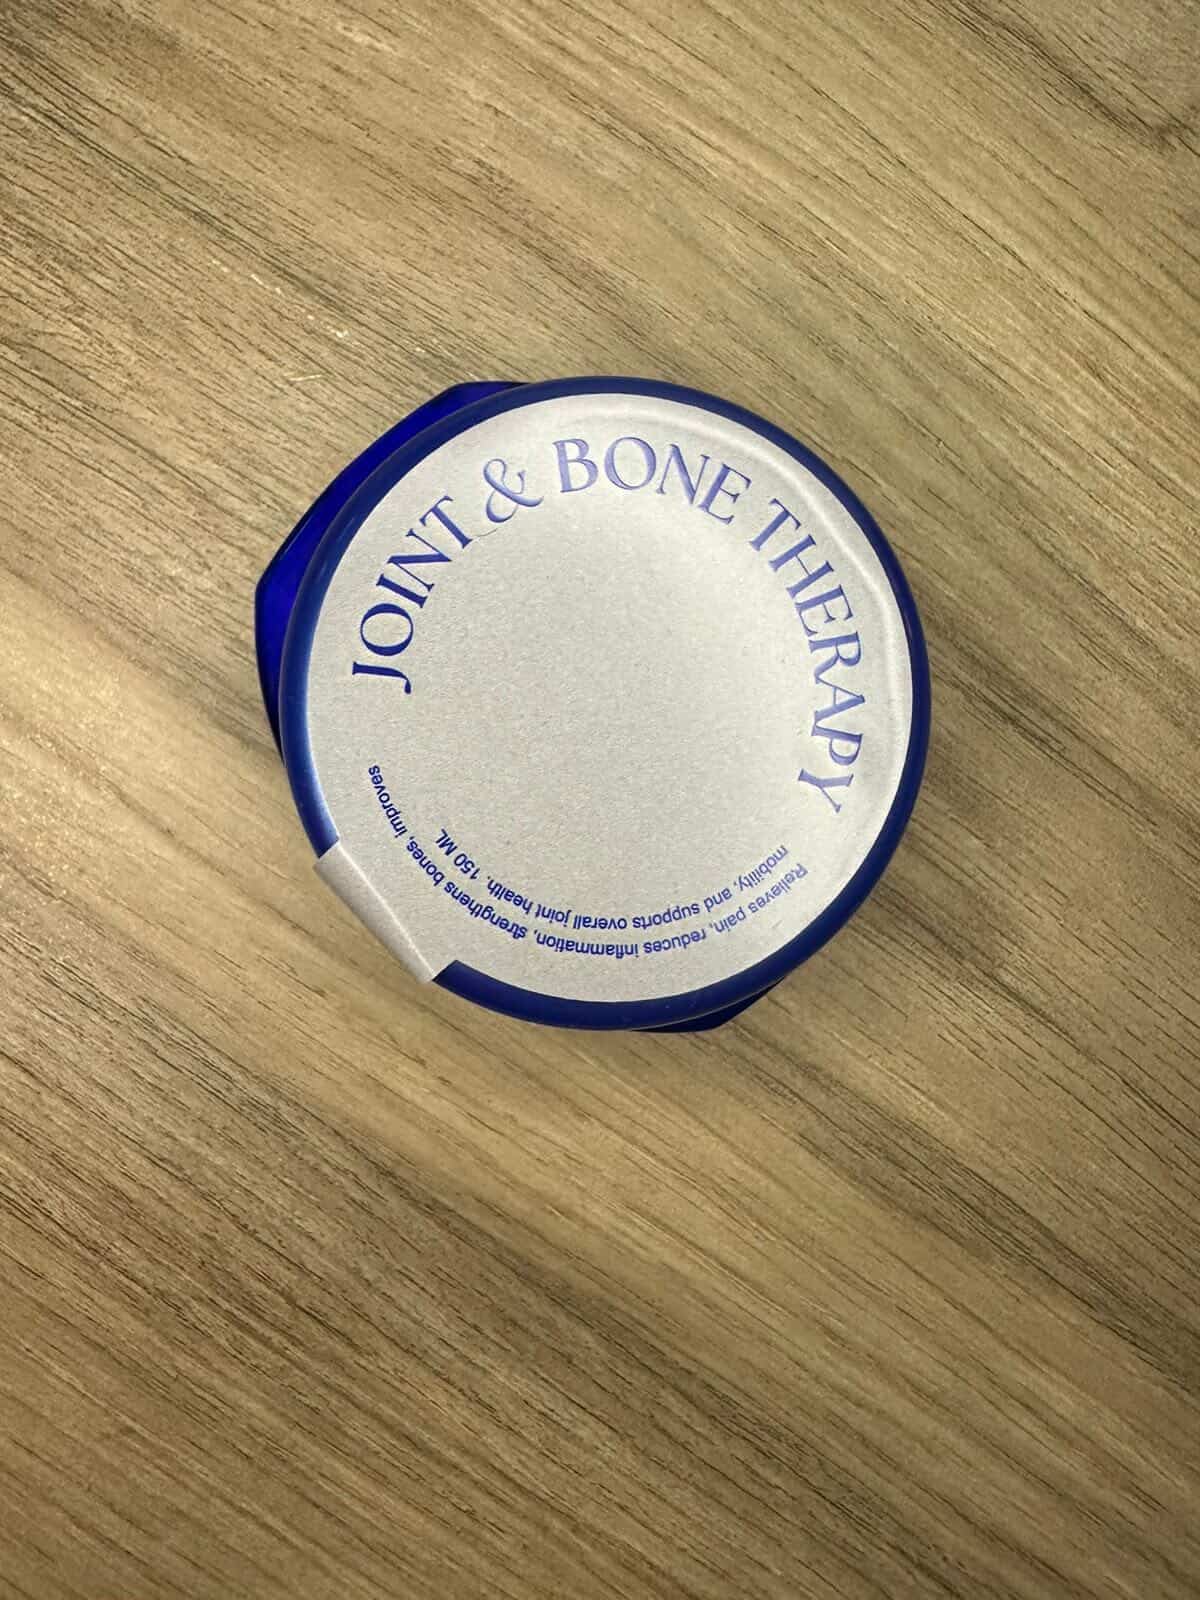 JOINT & BONE THERAPY
Relieves pain, reduces inflammation, strengthens bones, improves
mobility, and supports overall joint health. 150 ML